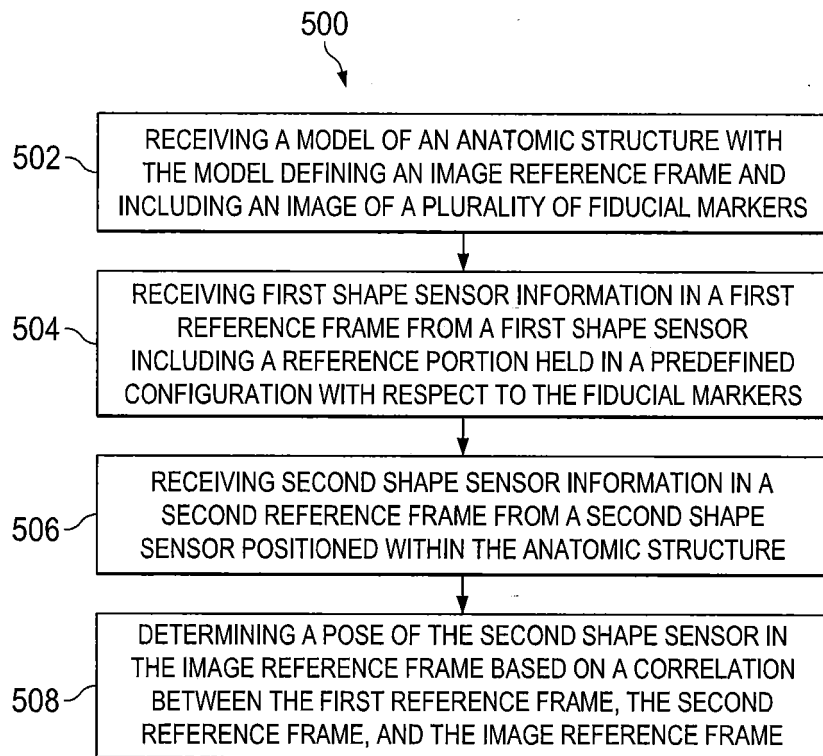 500
502
RECEIVING A MODEL OF AN ANATOMIC STRUCTURE WITH
THE MODEL DEFINING AN IMAGE REFERENCE FRAME AND
INCLUDING AN IMAGE OF A PLURALITY OF FIDUCIAL MARKERS
504
RECEIVING FIRST SHAPE SENSOR INFORMATION IN A FIRST
REFERENCE FRAME FROM A FIRST SHAPE SENSOR
INCLUDING A REFERENCE PORTION HELD IN A PREDEFINED
CONFIGURATION WITH RESPECT TO THE FIDUCIAL MARKERS
506
RECEIVING SECOND SHAPE SENSOR INFORMATION IN A
SECOND REFERENCE FRAME FROM A SECOND SHAPE
SENSOR POSITIONED WITHIN THE ANATOMIC STRUCTURE
508
DETERMINING A POSE OF THE SECOND SHAPE SENSOR IN
THE IMAGE REFERENCE FRAME BASED ON A CORRELATION
BETWEEN THE FIRST REFERENCE FRAME, THE SECOND
REFERENCE FRAME, AND THE IMAGE REFERENCE FRAME